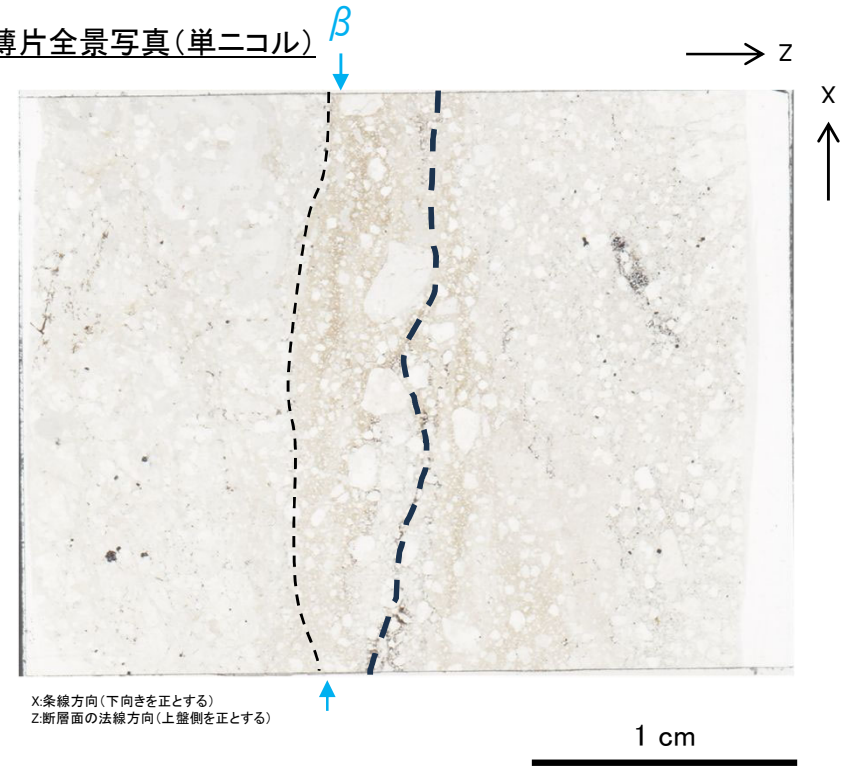 薄片全景写真(単ニコル)
β
Z
X
X:条線方向(下向きを正とする)
Z:断層面の法線方向(上盤側を正とする)
1 cm